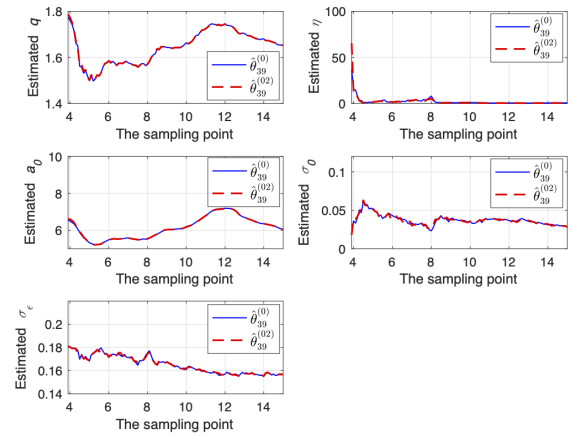 1.8
1.6
1.4
4 6 8 10 12 14
The sampling point
Estimated q
θ̂₃₉⁽⁰⁾
θ̂₃₉⁽⁰²⁾
100
50
0
4 6 8 10 12 14
The sampling point
Estimated η
θ̂₃₉⁽⁰⁾
θ̂₃₉⁽⁰²⁾
10
8
6
4 6 8 10 12 14
The sampling point
Estimated a₀
θ̂₃₉⁽⁰⁾
θ̂₃₉⁽⁰²⁾
0.1
0.05
0
4 6 8 10 12 14
The sampling point
Estimated σ₀
θ̂₃₉⁽⁰⁾
θ̂₃₉⁽⁰²⁾
0.2
0.18
0.16
0.14
4 6 8 10 12 14
The sampling point
Estimated σ_ϵ
θ̂₃₉⁽⁰⁾
θ̂₃₉⁽⁰²⁾